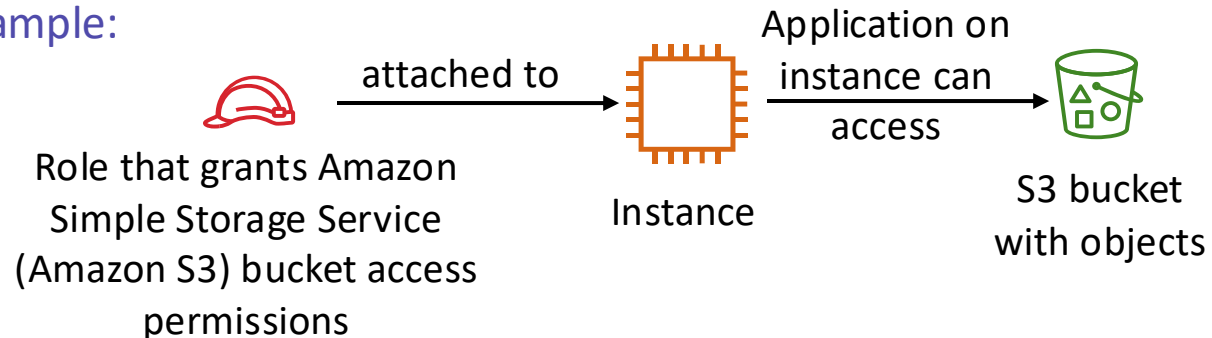 ample:
attached to
Application on
instance can
access
Role that grants Amazon
Simple Storage Service
(Amazon S3) bucket access
permissions
Instance
S3 bucket
with objects